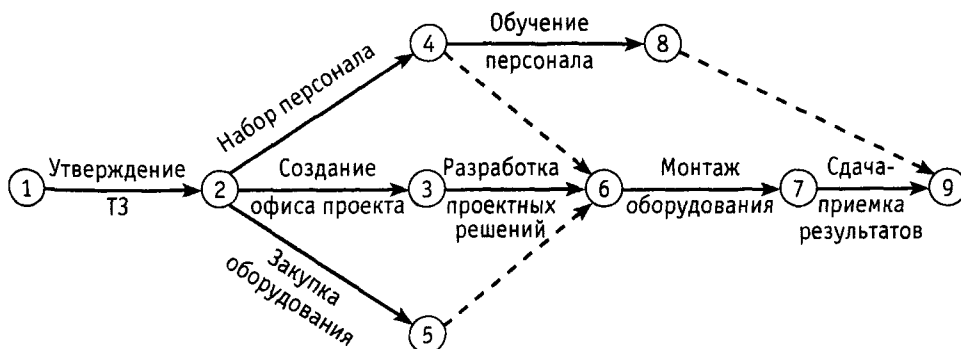 Обучение
персонала
4
8
Набор персонала
1
Утверждение
ТЗ
2
Создание
офиса проекта
3
Разработка
проектных
решений
6
Монтаж
оборудования
7
Сдача-
приемка
результатов
9
Закупка
оборудования
5